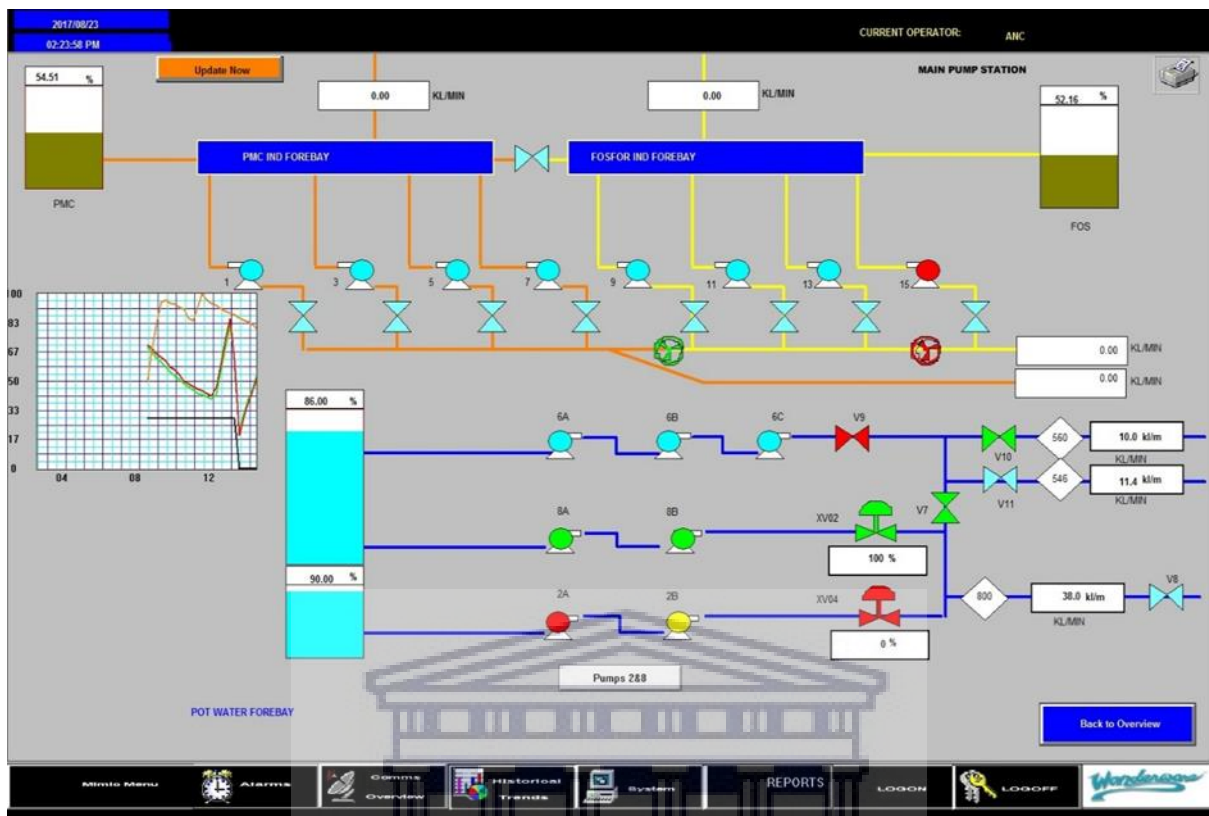 2017/08/23
02:23:58 PM
CURRENT OPERATOR: ANC
Update Now
MAIN PUMP STATION
54.51 %
0.00 KL/MIN
0.00 KL/MIN
52.16 %
PMC IND FOREBAY
FOSFOR IND FOREBAY
PMC
FOS
1
3
5
7
9
11
13
15
100
83
67
50
33
17
0
04 08 12
0.00 KL/MIN
0.00 KL/MIN
86.00 %
6A
6B
6C
V9
V10
560
10.0 kl/m
KL/MIN
V11
546
11.4 kl/m
KL/MIN
8A
8B
XV02
V7
100 %
90.00 %
2A
2B
XV04
0 %
800
38.0 kl/m
KL/MIN
V8
Pumps 2&8
POT WATER FOREBAY
Back to Overview
Mimic Menu
Alarms
Comms
Overview
Historical
Trends
System
REPORTS
LOGON
LOGOFF
Wonderware